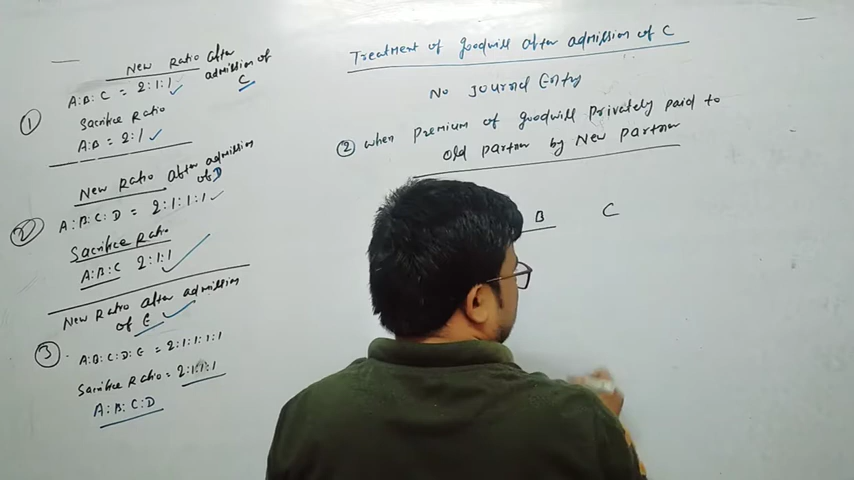 New Ratio after
admission of
C
① A:B:C = 2:1:1
Sacrifice Ratio
A:B = 2:1
New Ratio after admission
of D
② A:B:C:D = 2:1:1:1
Sacrifice Ratio
A:B:C 2:1:1
New Ratio after admission
of E
③ A:B:C:D:E = 2:1:1:1:1
Sacrifice Ratio = 2:1:1:1
A:B:C:D
Treatment of goodwill after admission of C
No Journal Entry
② when premium of goodwill privately paid to
old partner by New partner
B C